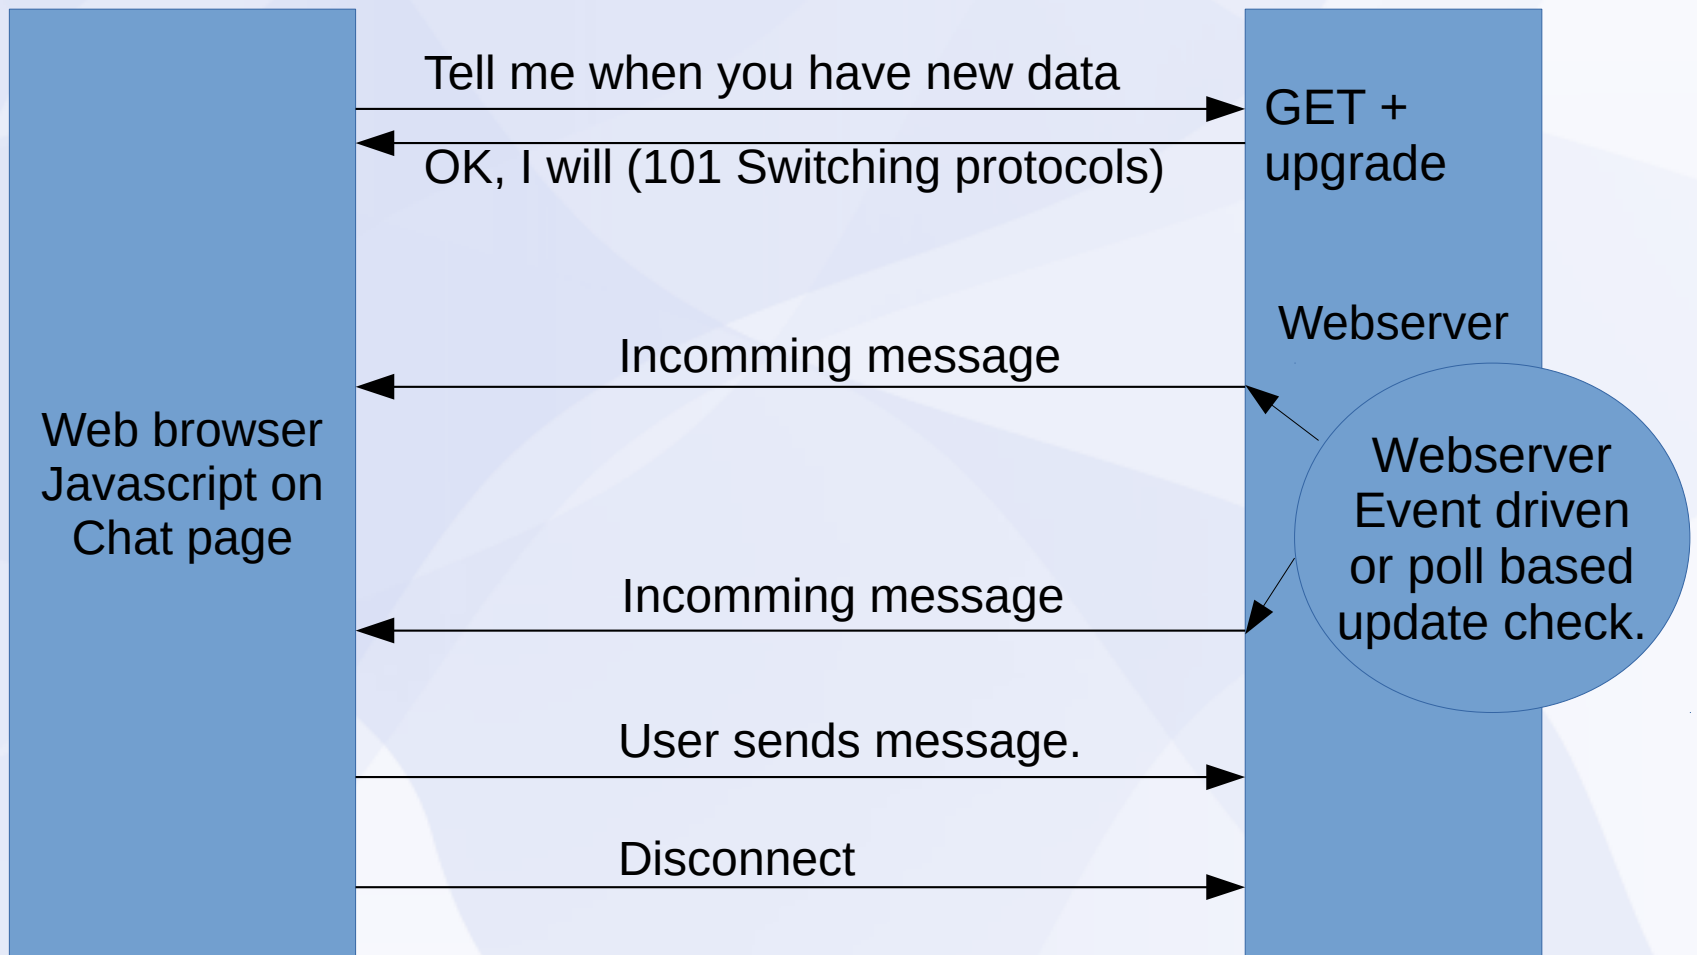 Tell me when you have new data
GET +
upgrade
OK, I will (101 Switching protocols)
Webserver
Incomming message
Web browser
Javascript on
Chat page
Webserver
Event driven
or poll based
update check.
Incomming message
User sends message.
Disconnect